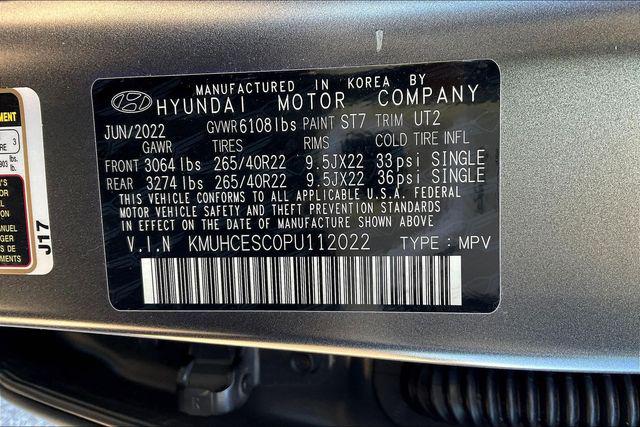 MANUFACTURED IN KOREA BY
HYUNDAI MOTOR COMPANY
JUN/2022 GVWR 6108lbs PAINT ST7 TRIM UT2
GAWR TIRES RIMS COLD TIRE INFL
FRONT 3064 lbs 265/40R22 9.5JX22 33psi SINGLE
REAR 3274 lbs 265/40R22 9.5JX22 36psi SINGLE
THIS VEHICLE CONFORMS TO ALL APPLICABLE U.S.A. FEDERAL
MOTOR VEHICLE SAFETY AND THEFT PREVENTION STANDARDS
IN EFFECT ON THE DATE OF MANUFACTURE SHOWN ABOVE.
V.I.N KMUHCESC0PU112022 TYPE : MPV
J17